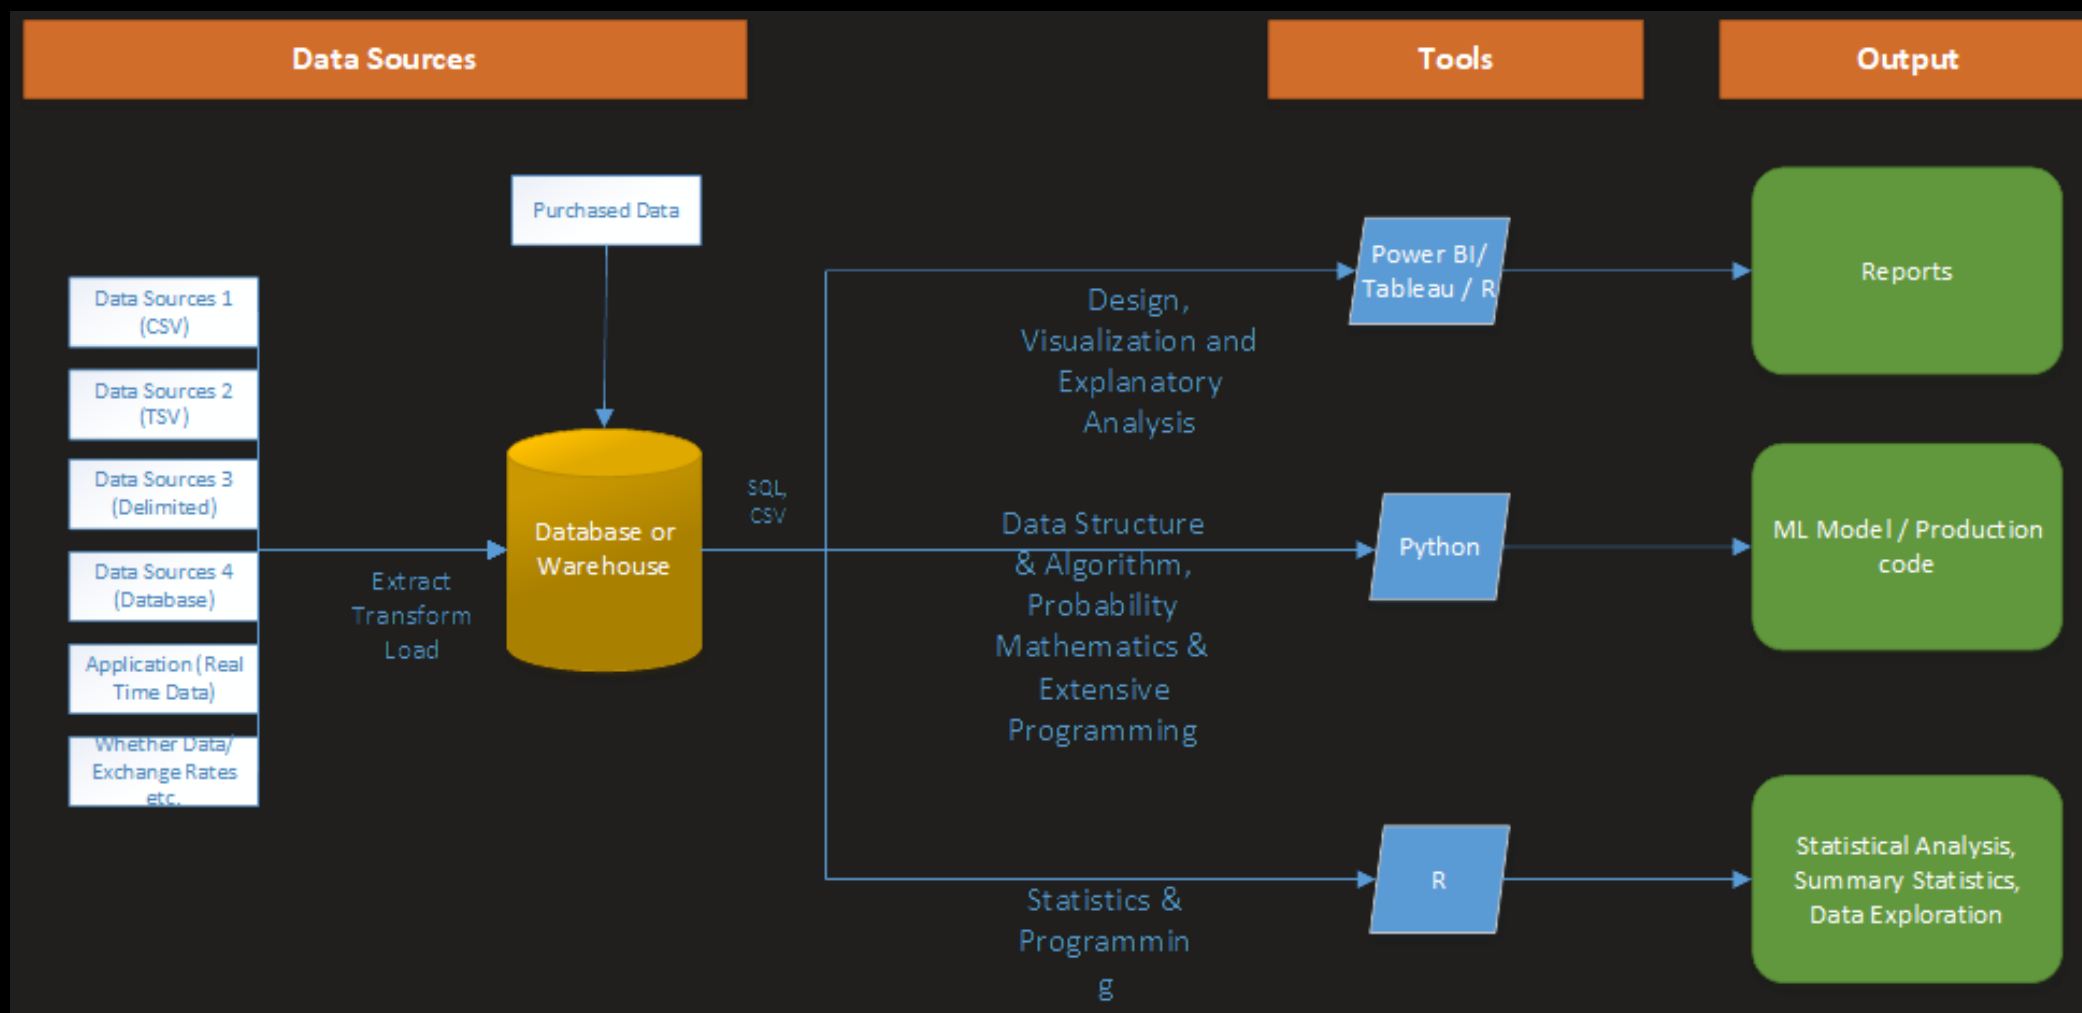 Data Sources
Tools
Output
Purchased Data
Data Sources 1
(CSV)
Data Sources 2
(TSV)
Data Sources 3
(Delimited)
Data Sources 4
(Database)
Application (Real
Time Data)
Whether Data/
Exchange Rates
etc.
Extract
Transform
Load
Database or
Warehouse
SQL,
CSV
Design,
Visualization and
Explanatory
Analysis
Power BI/
Tableau / R
Reports
Data Structure
& Algorithm,
Probability
Mathematics &
Extensive
Programming
Python
ML Model / Production
code
Statistics &
Programmin
g
R
Statistical Analysis,
Summary Statistics,
Data Exploration